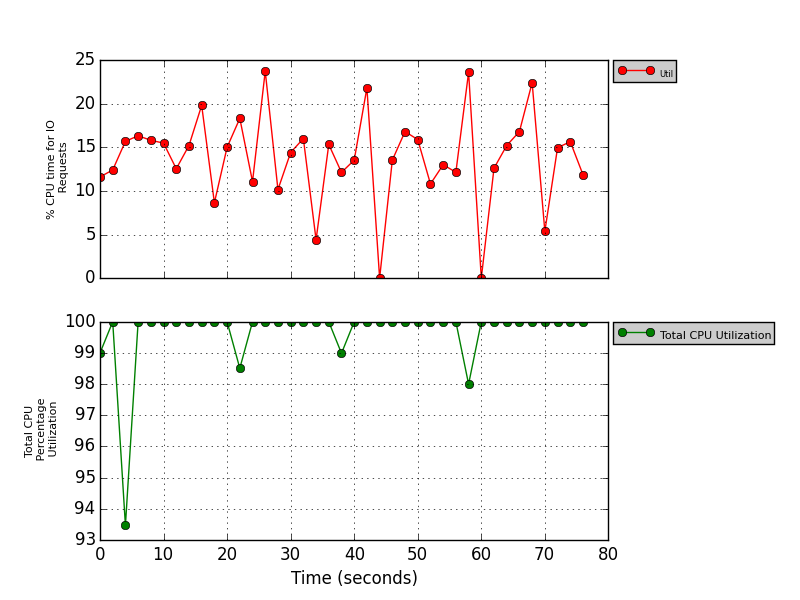 25
20
15
10
5
0
% CPU time for IO
Requests
Util
100
99
98
97
96
95
94
93
Total CPU
Percentage
Utilization
Total CPU Utilization
0 10 20 30 40 50 60 70 80
Time (seconds)